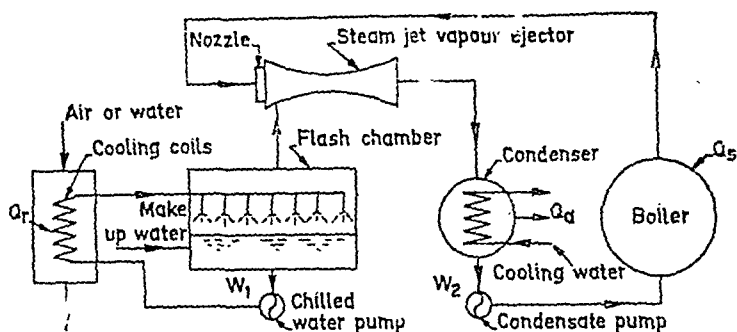 Nozzle
Steam jet vapour ejector
Air or water
Cooling coils
Flash chamber
Condenser
Qs
Qr
Make
up water
Qd
Boiler
W1
Cooling water
W2
Chilled
water pump
Condensate pump